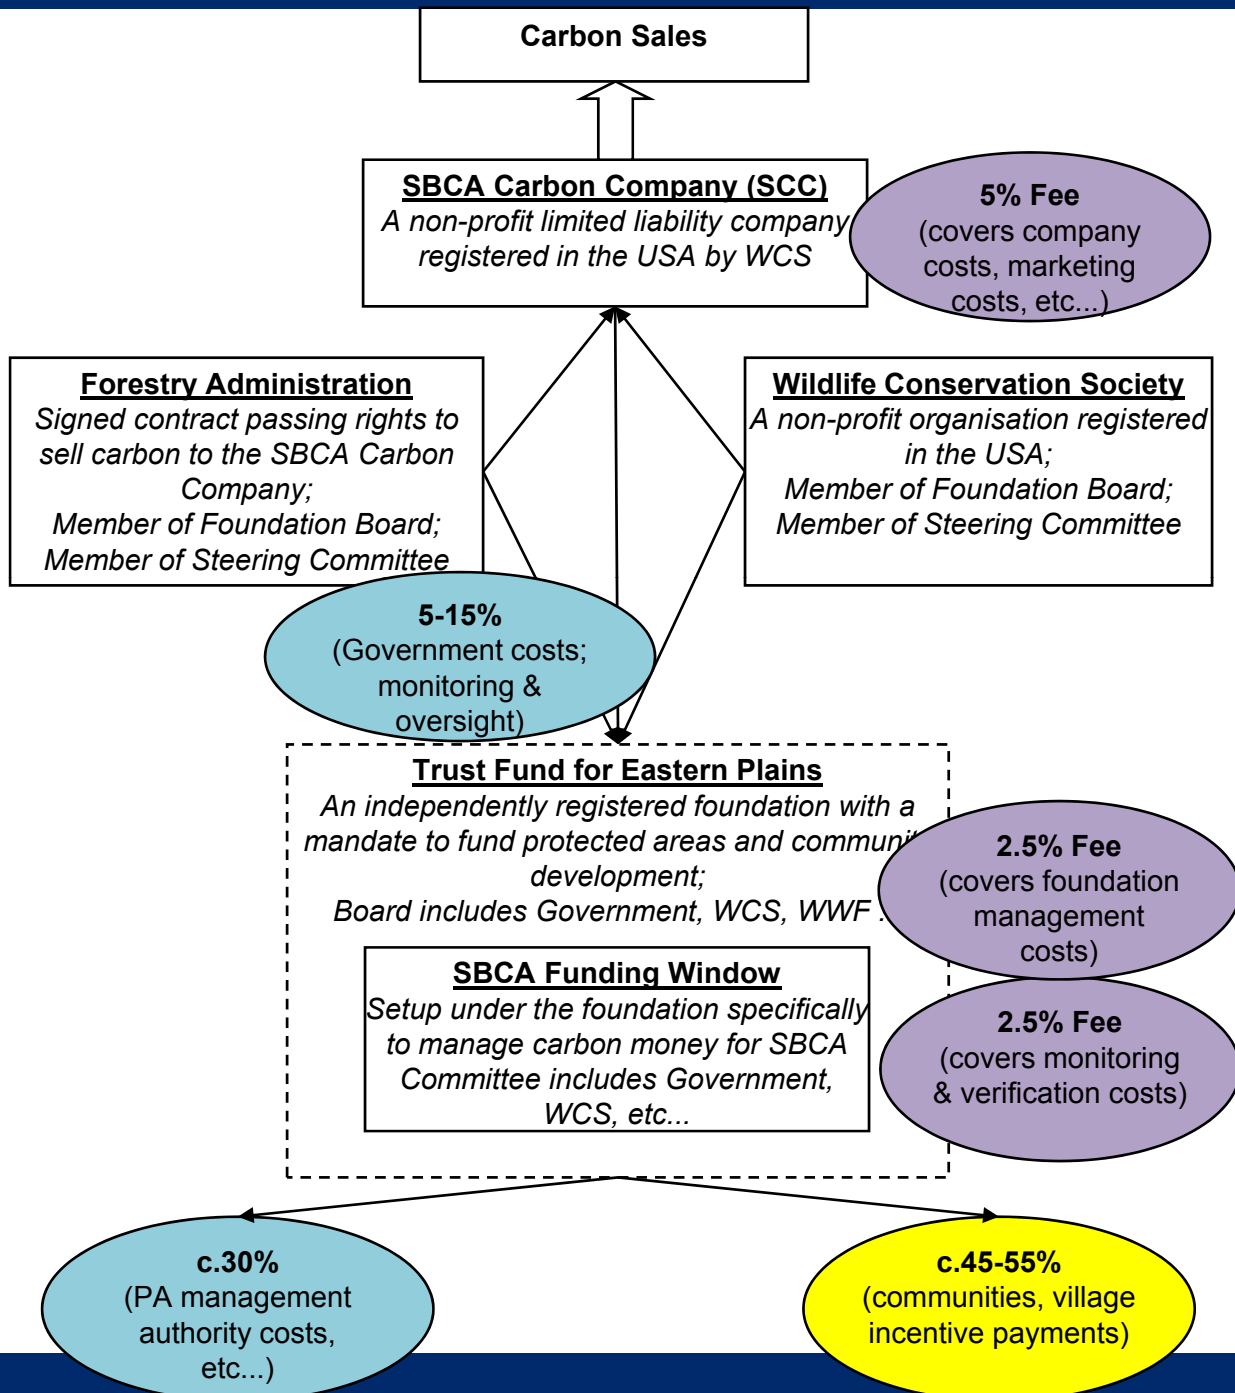 Carbon Sales
SBCA Carbon Company (SCC)
A non-profit limited liability company
registered in the USA by WCS
5% Fee
(covers company
costs, marketing
costs, etc...)
Forestry Administration
Signed contract passing rights to
sell carbon to the SBCA Carbon
Company;
Member of Foundation Board;
Member of Steering Committee
Wildlife Conservation Society
A non-profit organisation registered
in the USA;
Member of Foundation Board;
Member of Steering Committee
5-15%
(Government costs;
monitoring &
oversight)
Trust Fund for Eastern Plains
An independently registered foundation with a
mandate to fund protected areas and community
development;
Board includes Government, WCS, WWF .
2.5% Fee
(covers foundation
management
costs)
SBCA Funding Window
Setup under the foundation specifically
to manage carbon money for SBCA
Committee includes Government,
WCS, etc...
2.5% Fee
(covers monitoring
& verification costs)
c.30%
(PA management
authority costs,
etc...)
c.45-55%
(communities, village
incentive payments)